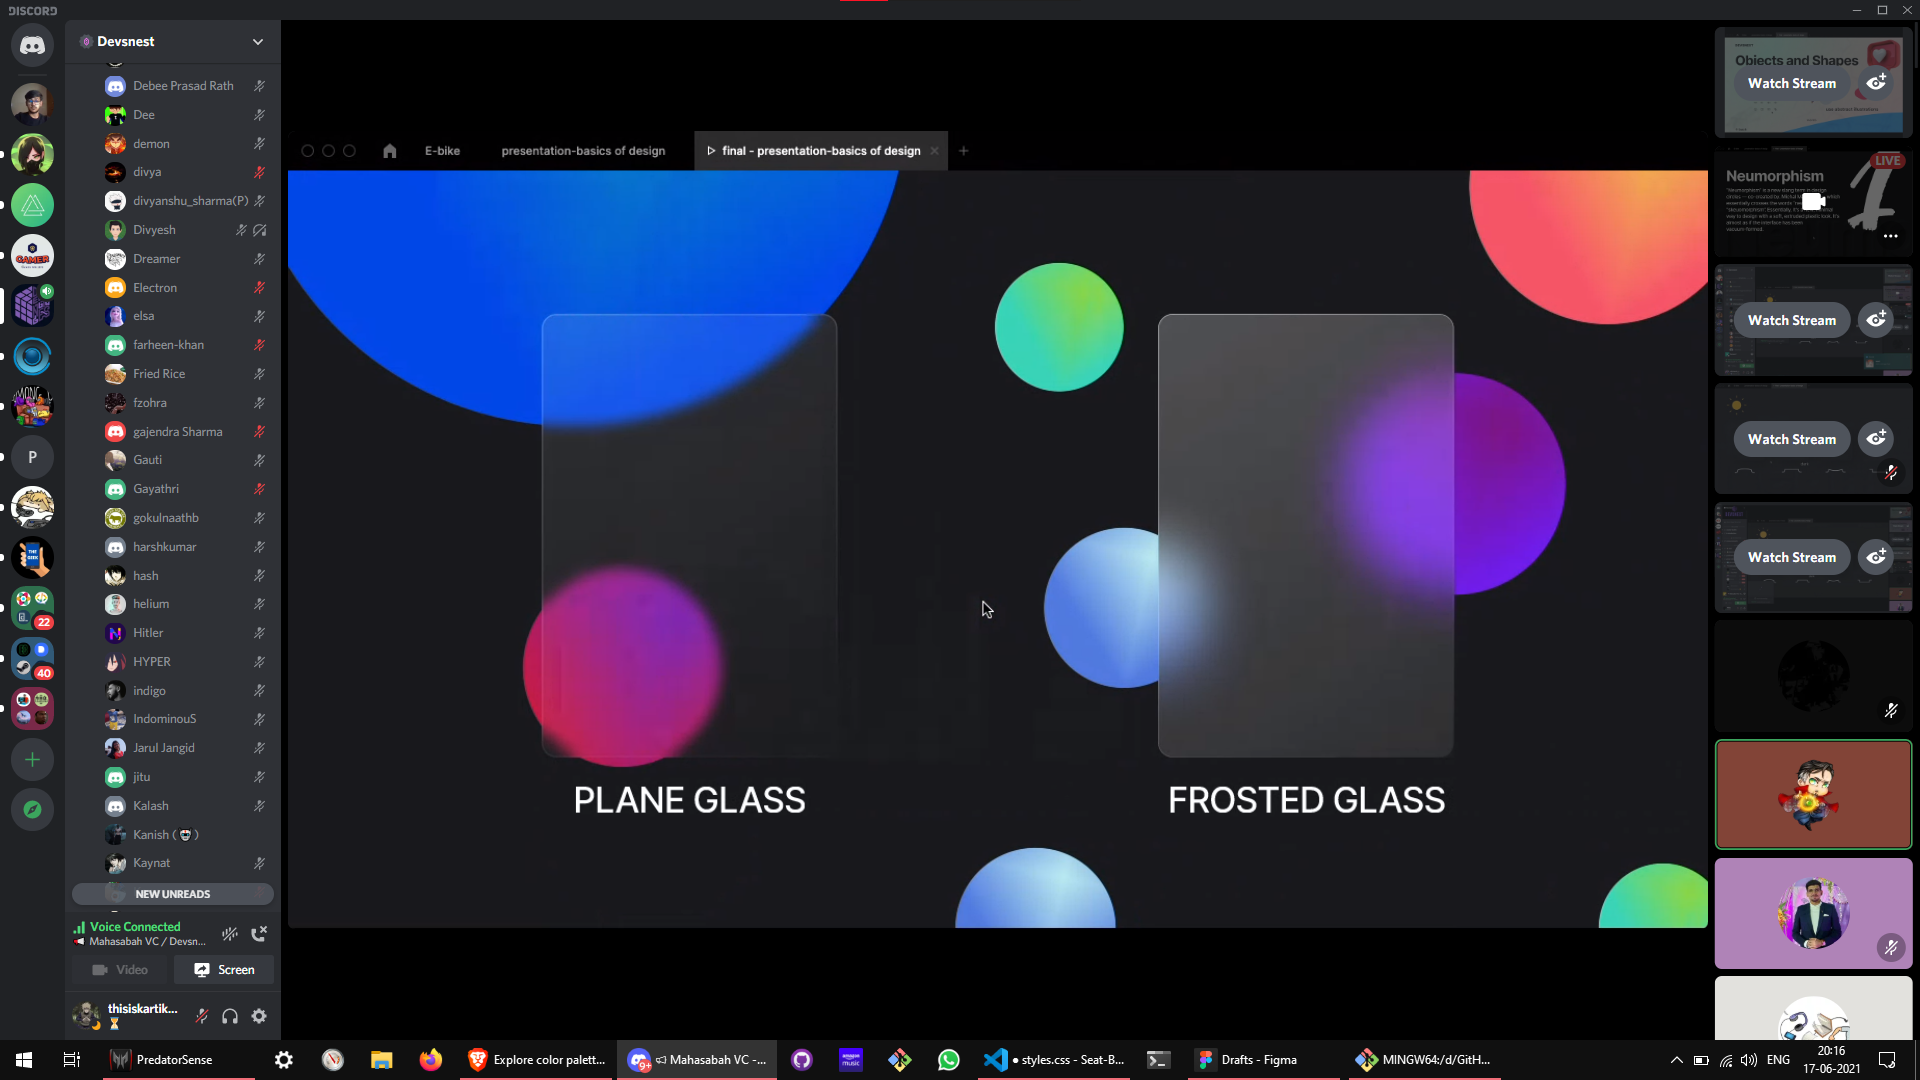 DISCORD
Devsnest
Debee Prasad Rath
Dee
demon
divya
divyanshu_sharma(P)
Divyesh
Dreamer
Electron
elsa
farheen-khan
Fried Rice
fzohra
gajendra Sharma
Gauti
Gayathri
gokulnaathb
harshkumar
hash
helium
Hitler
HYPER
indigo
IndominouS
Jarul Jangid
jitu
Kalash
Kanish ( )
Kaynat
NEW UNREADS
Voice Connected
Mahasabah VC / Devsn...
Video
Screen
thisiskartik...
GAMER
P
22
40
E-bike
presentation-basics of design
final - presentation-basics of design
PLANE GLASS
FROSTED GLASS
Objects and Shapes
Watch Stream
LIVE
Neumorphism
Watch Stream
Watch Stream
Watch Stream
PredatorSense
Explore color palett...
9+
Mahasabah VC -...
amazon music
• styles.css - Seat-B...
Drafts - Figma
MINGW64:/d/GitH...
ENG
20:16
17-06-2021